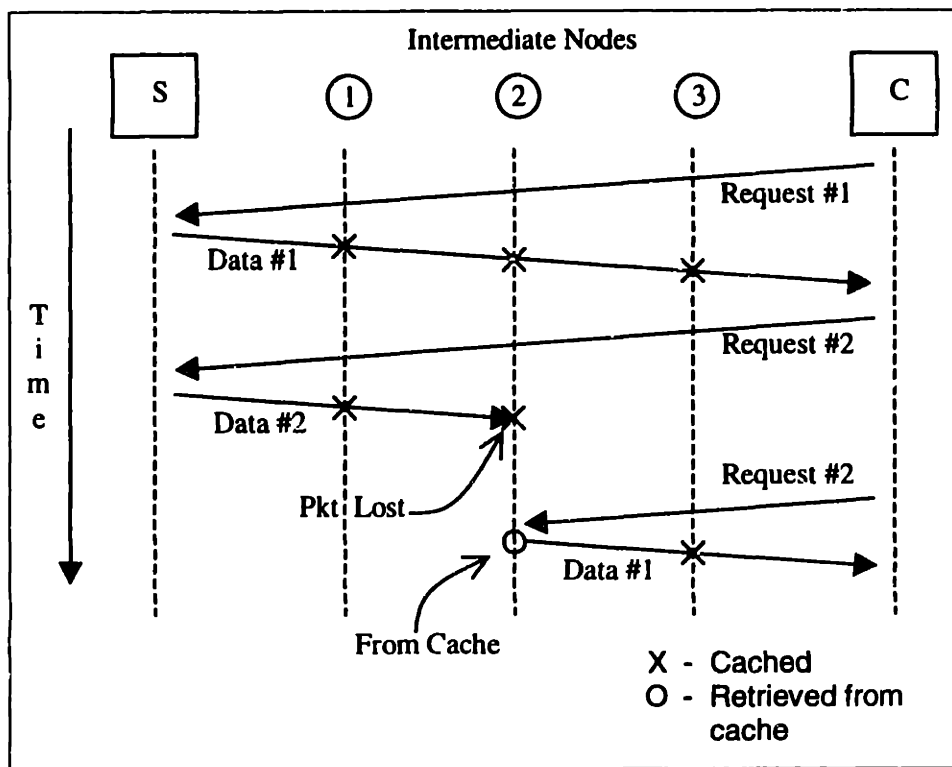 Intermediate Nodes
S
1
2
3
C
Request #1
Data #1
Time
Request #2
Data #2
Pkt Lost
Request #2
Data #1
From Cache
X - Cached
O - Retrieved from
cache